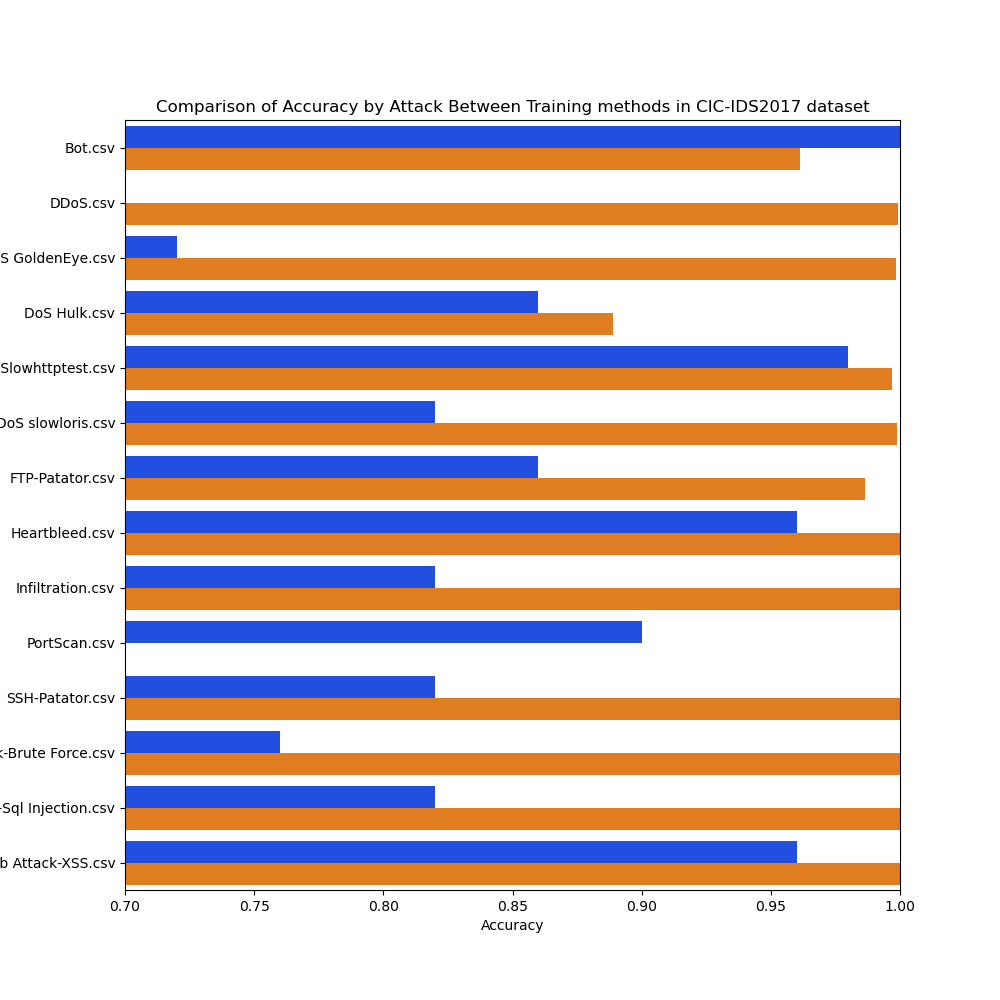 Comparison of Accuracy by Attack Between Training methods in CIC-IDS2017 dataset
Bot.csv
DDoS.csv
S GoldenEye.csv
DoS Hulk.csv
Slowhttptest.csv
DoS slowloris.csv
FTP-Patator.csv
Heartbleed.csv
Infiltration.csv
PortScan.csv
SSH-Patator.csv
k-Brute Force.csv
-Sql Injection.csv
b Attack-XSS.csv
0.70 0.75 0.80 0.85 0.90 0.95 1.00
Accuracy